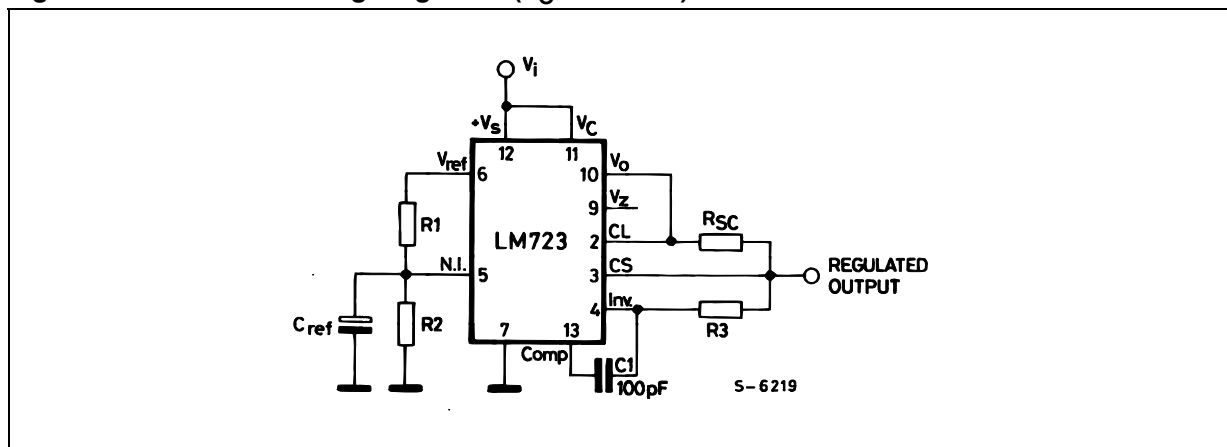 Vi
+Vs
VC
12
11
Vref
6
10
Vo
9
Vz
R1
LM723
2
CL
RSC
N.I.
5
3
CS
REGULATED
OUTPUT
4
Inv.
Cref
R2
7
13
R3
Comp
C1
100pF
S-6219